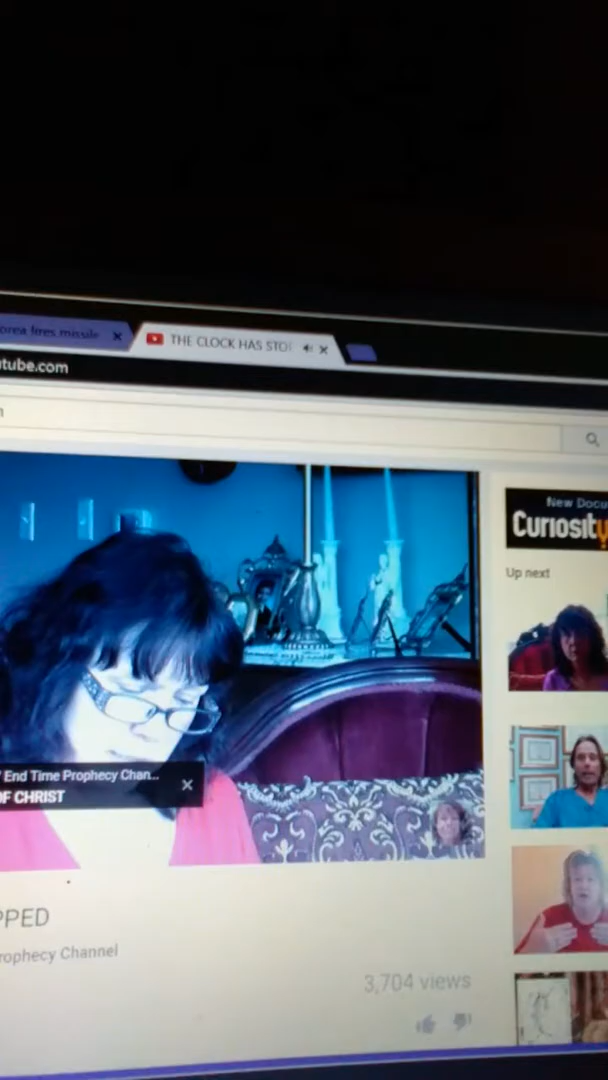 orea fires missile
THE CLOCK HAS STO
tube.com
New Docu
Curiosity
Up next
End Time Prophecy Chan...
OF CHRIST
PPED
rophecy Channel
3,704 views